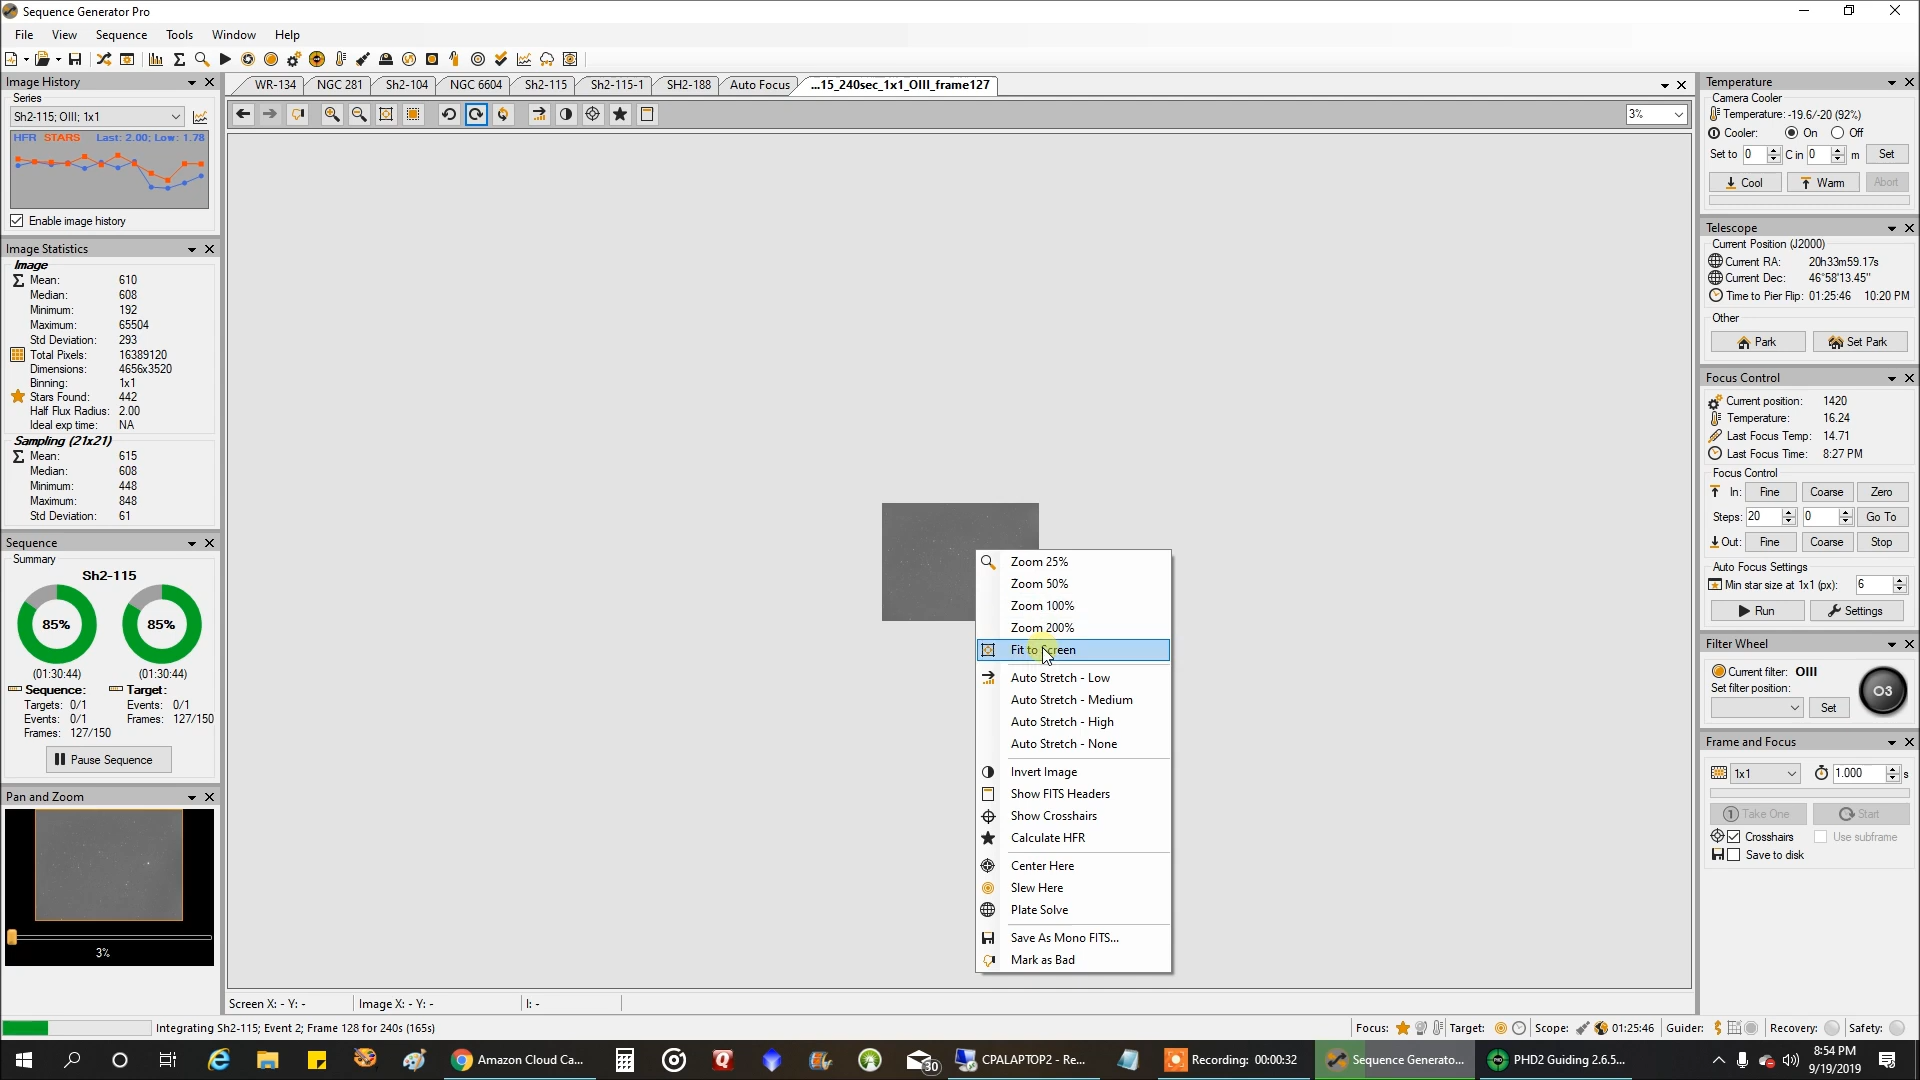 Sequence Generator Pro
File View Sequence Tools Window Help
Image History
Series
Sh2-115; OIII; 1x1
HFR STARS Last: 2.00; Low: 1.78
Enable image history
Image Statistics
Image
Mean: 610
Median: 608
Minimum: 192
Maximum: 65504
Std Deviation: 293
Total Pixels: 16389120
Dimensions: 4656x3520
Binning: 1x1
Stars Found: 442
Half Flux Radius: 2.00
Ideal exp time: NA
Sampling (21x21)
Mean: 615
Median: 608
Minimum: 448
Maximum: 848
Std Deviation: 61
Sequence
Summary
Sh2-115
85% 85%
(01:30:44) (01:30:44)
Sequence: Target:
Targets: 0/1 Events: 0/1
Events: 0/1 Frames: 127/150
Frames: 127/150
Pause Sequence
Pan and Zoom
3%
WR-134 NGC 281 Sh2-104 NGC 6604 Sh2-115 Sh2-115-1 SH2-188 Auto Focus ...15_240sec_1x1_OIII_frame127
3%
Zoom 25%
Zoom 50%
Zoom 100%
Zoom 200%
Fit to Screen
Auto Stretch - Low
Auto Stretch - Medium
Auto Stretch - High
Auto Stretch - None
Invert Image
Show FITS Headers
Show Crosshairs
Calculate HFR
Center Here
Slew Here
Plate Solve
Save As Mono FITS...
Mark as Bad
Screen X: - Y: - Image X: - Y: - I: -
Temperature
Camera Cooler
Temperature: -19.6/-20 (92%)
Cooler: On Off
Set to 0 C in 0 m Set
Cool Warm Abort
Telescope
Current Position (J2000)
Current RA: 20h33m59.17s
Current Dec: 46°58'13.45"
Time to Pier Flip: 01:25:46 10:20 PM
Other
Park Set Park
Focus Control
Current position: 1420
Temperature: 16.24
Last Focus Temp: 14.71
Last Focus Time: 8:27 PM
Focus Control
In: Fine Coarse Zero
Steps: 20 0 Go To
Out: Fine Coarse Stop
Auto Focus Settings
Min star size at 1x1 (px): 6
Run Settings
Filter Wheel
Current filter: OIII
Set filter position:
Set
O3
Frame and Focus
1x1 1.000 s
Take One Start
Crosshairs Use subframe
Save to disk
Integrating Sh2-115; Event 2; Frame 128 for 240s (165s)
Focus: Target: Scope: 01:25:46 Guider: Recovery: Safety:
Amazon Cloud Ca... 30 CPALAPTOP2 - Re... Recording: 00:00:32 Sequence Generato... PHD2 Guiding 2.6.5...
8:54 PM
9/19/2019